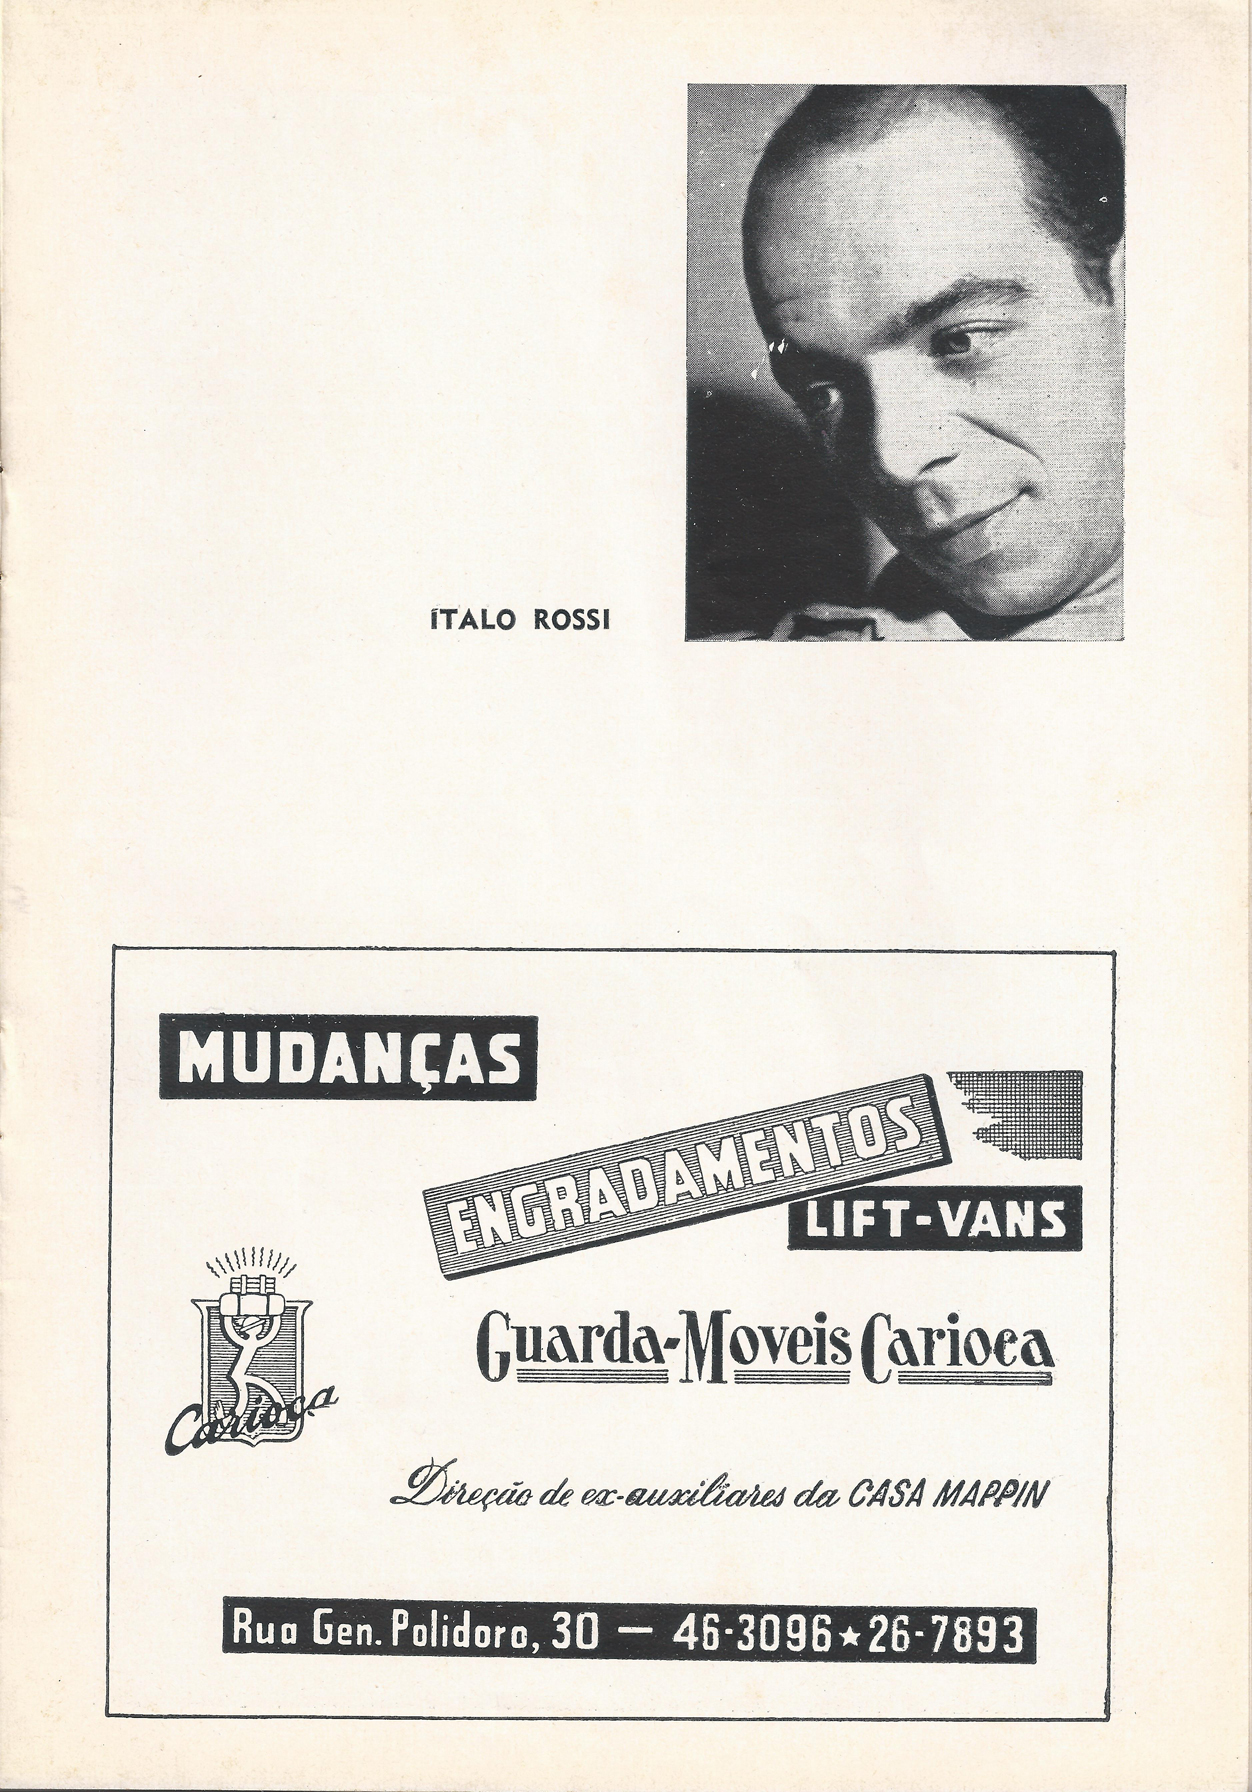 ÍTALO ROSSI
MUDANÇAS
ENGRADAMENTOS
LIFT-VANS
Guarda-Moveis Carioca
Carioca
Direção de ex-auxiliares da CASA MAPPIN
Rua Gen. Polidoro, 30 — 46-3096★26-7893